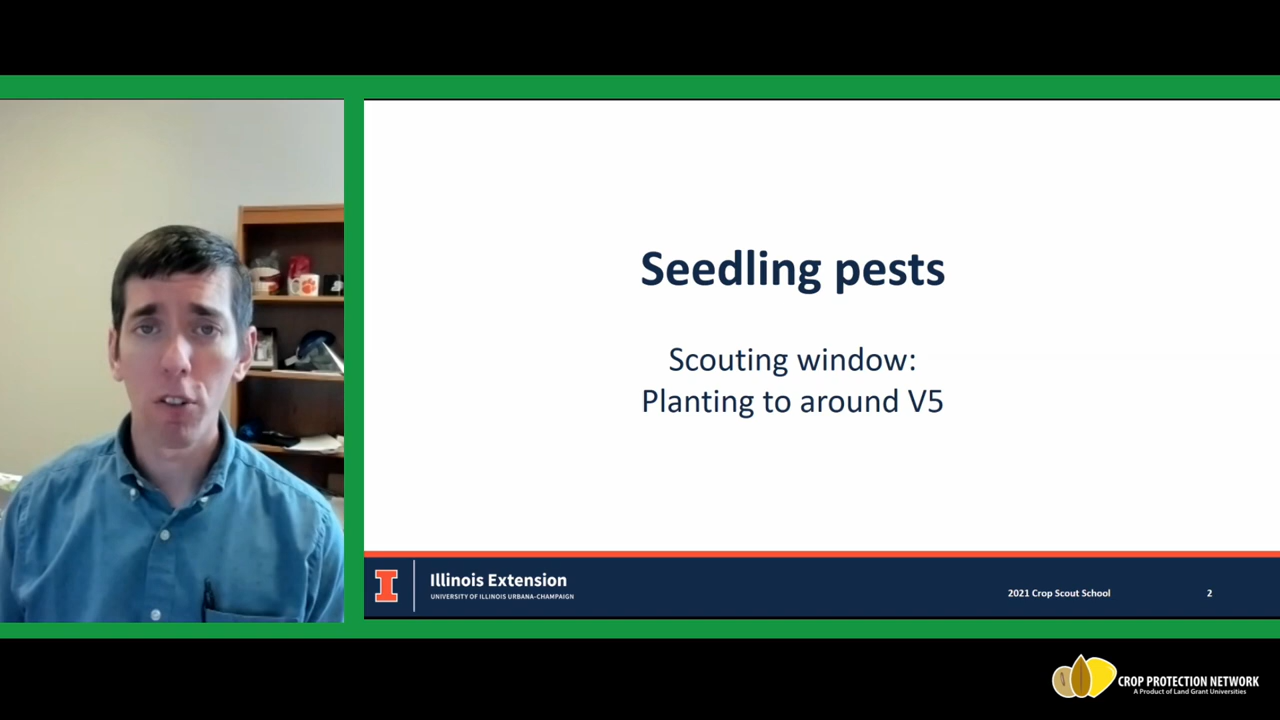 Seedling pests
Scouting window:
Planting to around V5
I
Illinois Extension
UNIVERSITY OF ILLINOIS URBANA-CHAMPAIGN
2021 Crop Scout School
2
CROP PROTECTION NETWORK
A Product of Land Grant Universities